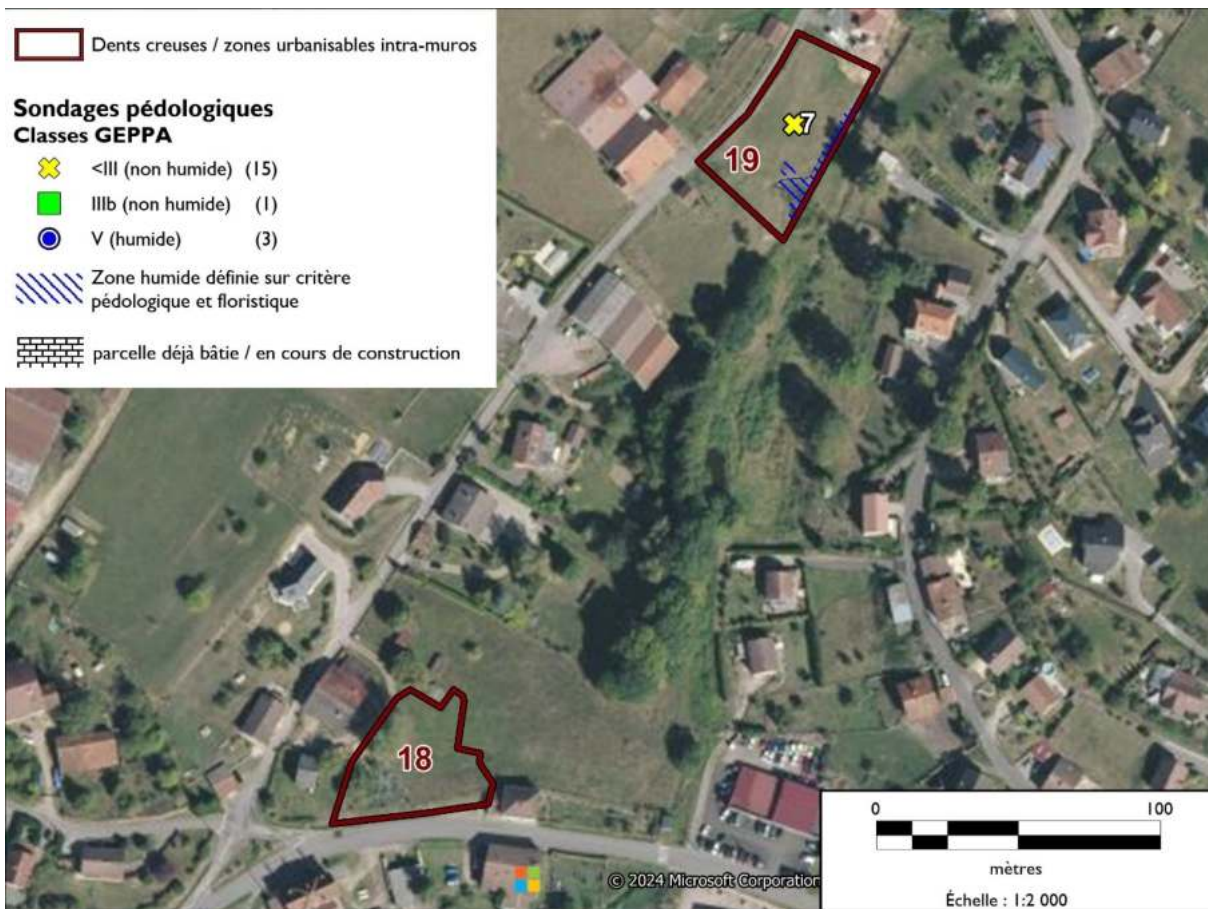 Dents creuses / zones urbanisables intra-muros
Sondages pédologiques
Classes GEPPA
<III (non humide) (15)
IIIb (non humide) (1)
V (humide) (3)
Zone humide définie sur critère
pédologique et floristique
parcelle déjà bâtie / en cours de construction
7
19
18
0 100
mètres
Échelle : 1:2 000
© 2024 Microsoft Corporation